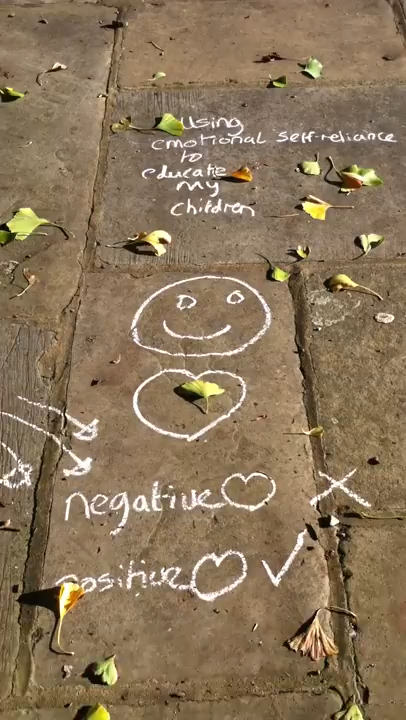 Using
emotional self-reliance
to
educate
my
children
negative
positive